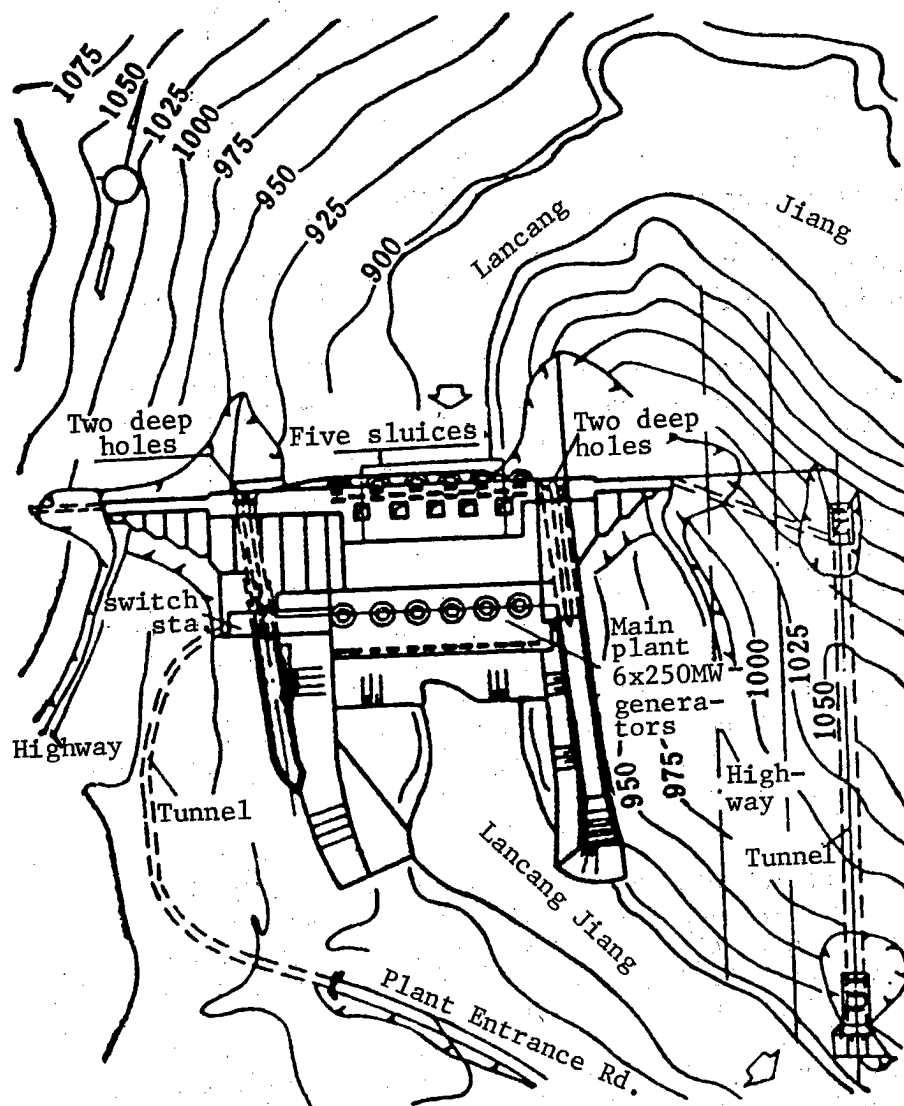 1075
1050
1025
1000
975
950
925
900
Lancang
Jiang
Two deep
holes
Five sluices
Two deep
holes
switch
sta
Main
plant
6x250MW
genera-
tors
1000
1025
1050
950
975
Highway
High-
way
Tunnel
Tunnel
Lancang Jiang
Plant Entrance Rd.